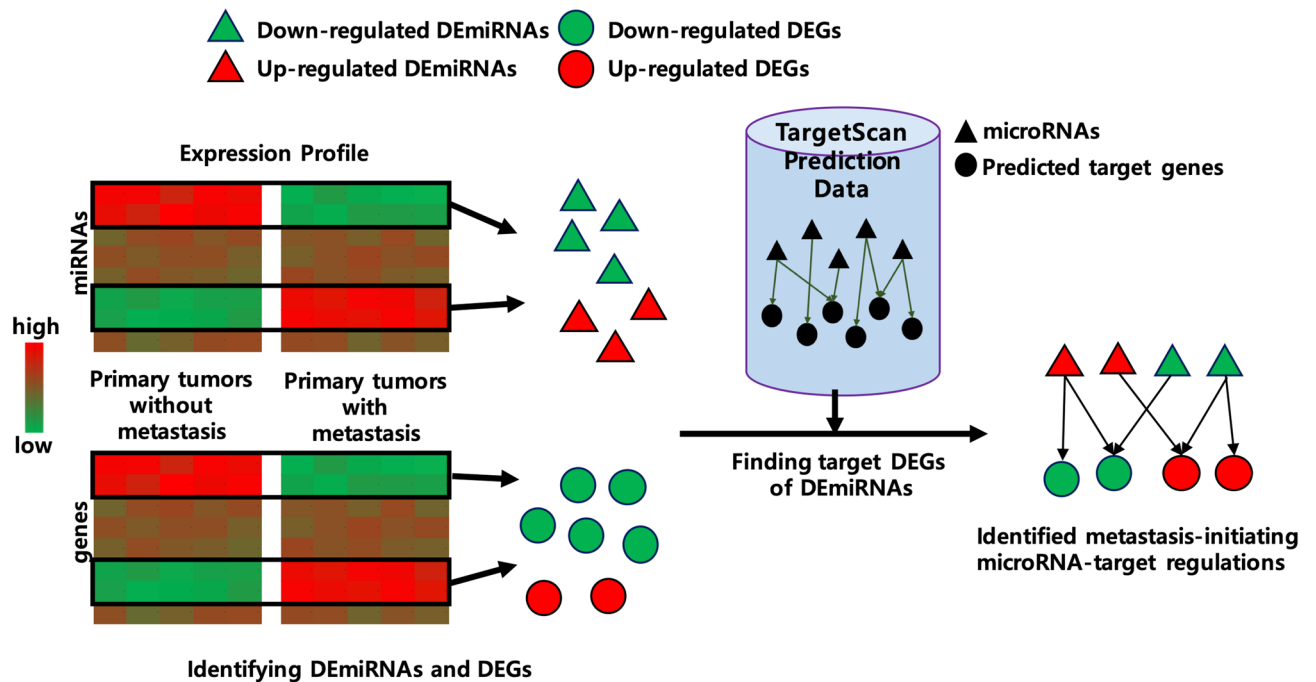 Down-regulated DEmiRNAs
Down-regulated DEGs
Up-regulated DEmiRNAs
Up-regulated DEGs
Expression Profile
miRNAs
high
low
Primary tumors
without
metastasis
Primary tumors
with
metastasis
genes
Identifying DEmiRNAs and DEGs
TargetScan
Prediction
Data
microRNAs
Predicted target genes
Finding target DEGs
of DEmiRNAs
Identified metastasis-initiating
microRNA-target regulations